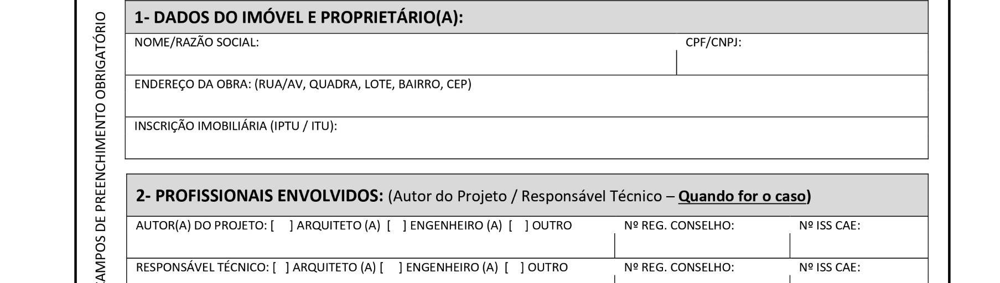 CAMPOS DE PREENCHIMENTO OBRIGATÓRIO
1- DADOS DO IMÓVEL E PROPRIETÁRIO(A):
NOME/RAZÃO SOCIAL: CPF/CNPJ:
ENDEREÇO DA OBRA: (RUA/AV, QUADRA, LOTE, BAIRRO, CEP)
INSCRIÇÃO IMOBILIÁRIA (IPTU / ITU):
2- PROFISSIONAIS ENVOLVIDOS: (Autor do Projeto / Responsável Técnico – Quando for o caso)
AUTOR(A) DO PROJETO: [ ] ARQUITETO (A) [ ] ENGENHEIRO (A) [ ] OUTRO Nº REG. CONSELHO: Nº ISS CAE:
RESPONSÁVEL TÉCNICO: [ ] ARQUITETO (A) [ ] ENGENHEIRO (A) [ ] OUTRO Nº REG. CONSELHO: Nº ISS CAE: